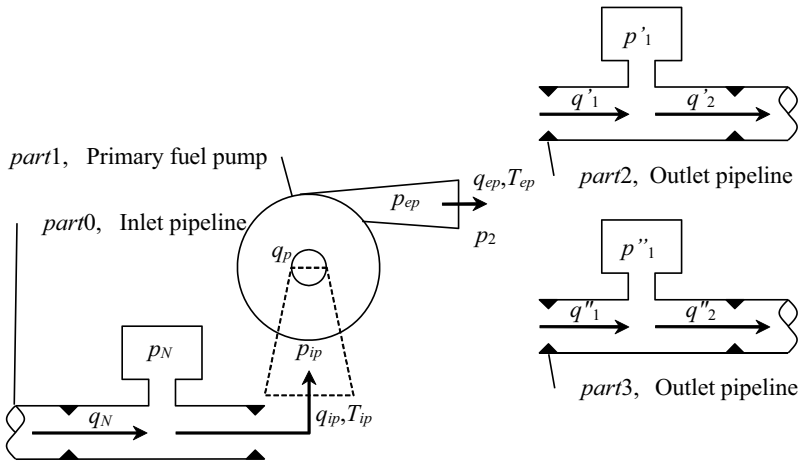 p'1
q'1
q'2
part1, Primary fuel pump
part2, Outlet pipeline
qep,Tep
pep
p2
part0, Inlet pipeline
qp
p''1
q''1
q''2
pN
pip
part3, Outlet pipeline
qN
qip,Tip